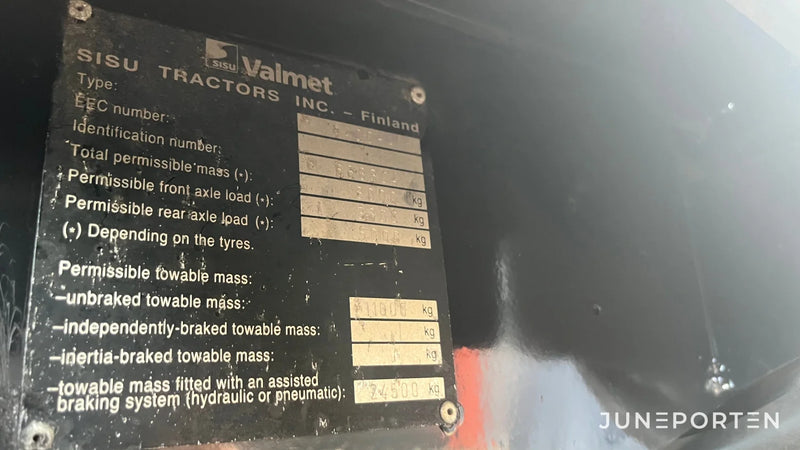 SISU Valmet
SISU TRACTORS INC. – Finland
Type:
EEC number:
Identification number:
Total permissible mass (*): kg
Permissible front axle load (*): kg
Permissible rear axle load (*): kg
(*) Depending on the tyres.
Permissible towable mass:
–unbraked towable mass: kg
–independently-braked towable mass: kg
–inertia-braked towable mass: kg
–towable mass fitted with an assisted
braking system (hydraulic or pneumatic): 24500 kg
JUNEPORTEN